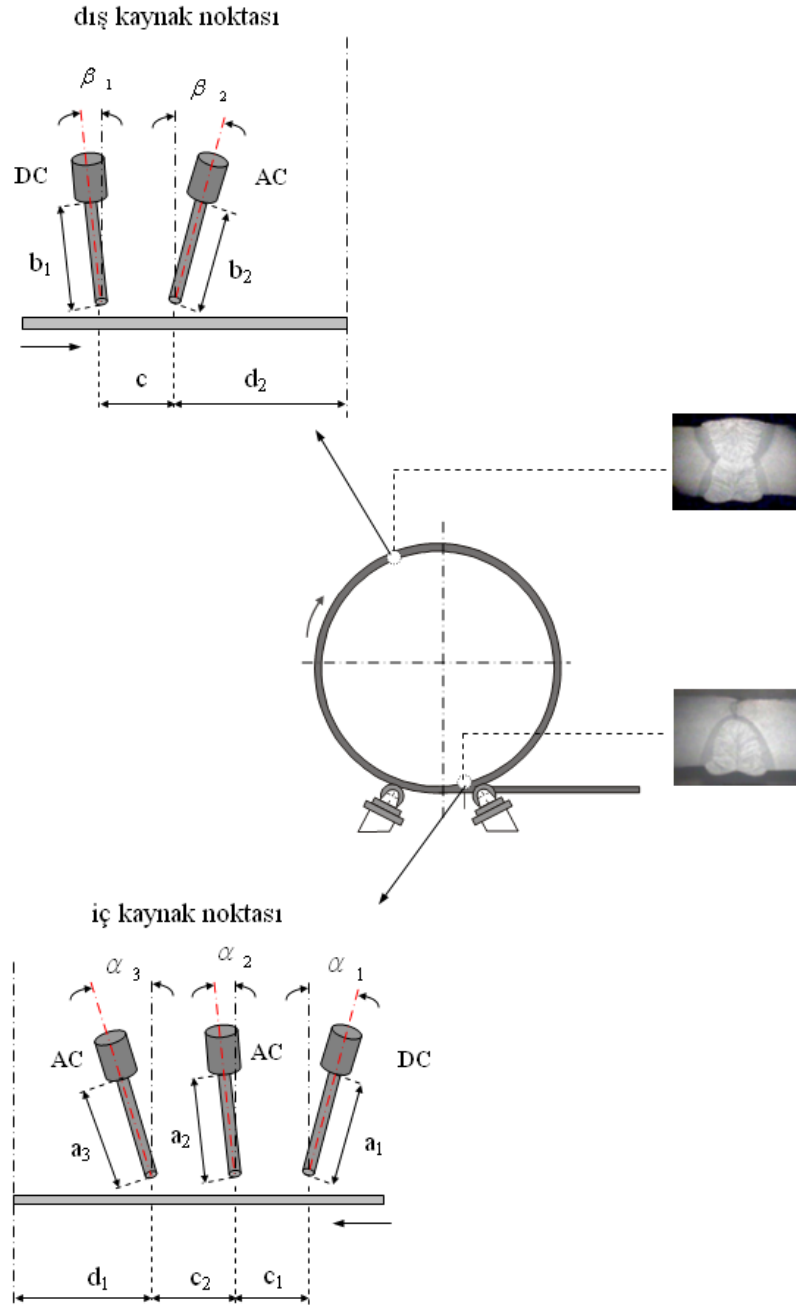 dış kaynak noktası
β 1 β 2
DC AC
b1 b2
c d2
iç kaynak noktası
α 3 α 2 α 1
AC AC DC
a3 a2 a1
d1 c2 c1